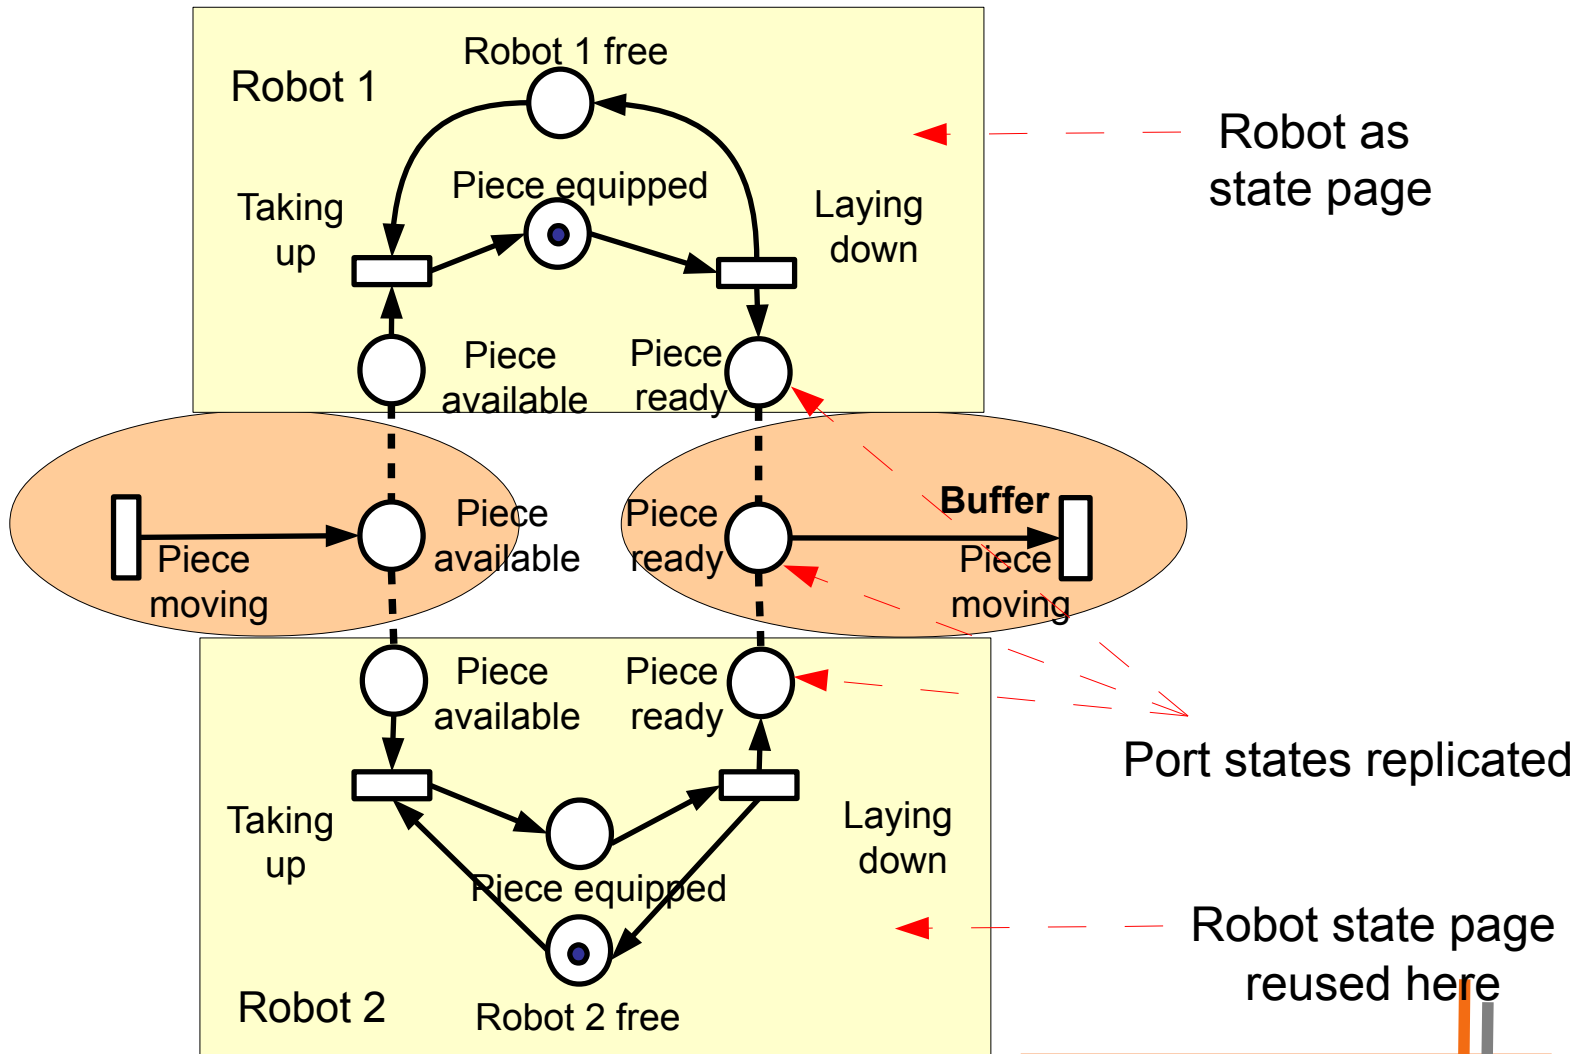 Robot 1 free
Robot 1
Robot as
state page
Piece equipped
Taking
up
Laying
down
Piece
available
Piece
ready
Buffer
Piece
available
Piece
ready
Piece
moving
Piece
moving
Piece
available
Piece
ready
Port states replicated
Taking
up
Laying
down
Piece equipped
Robot state page
reused here
Robot 2
Robot 2 free